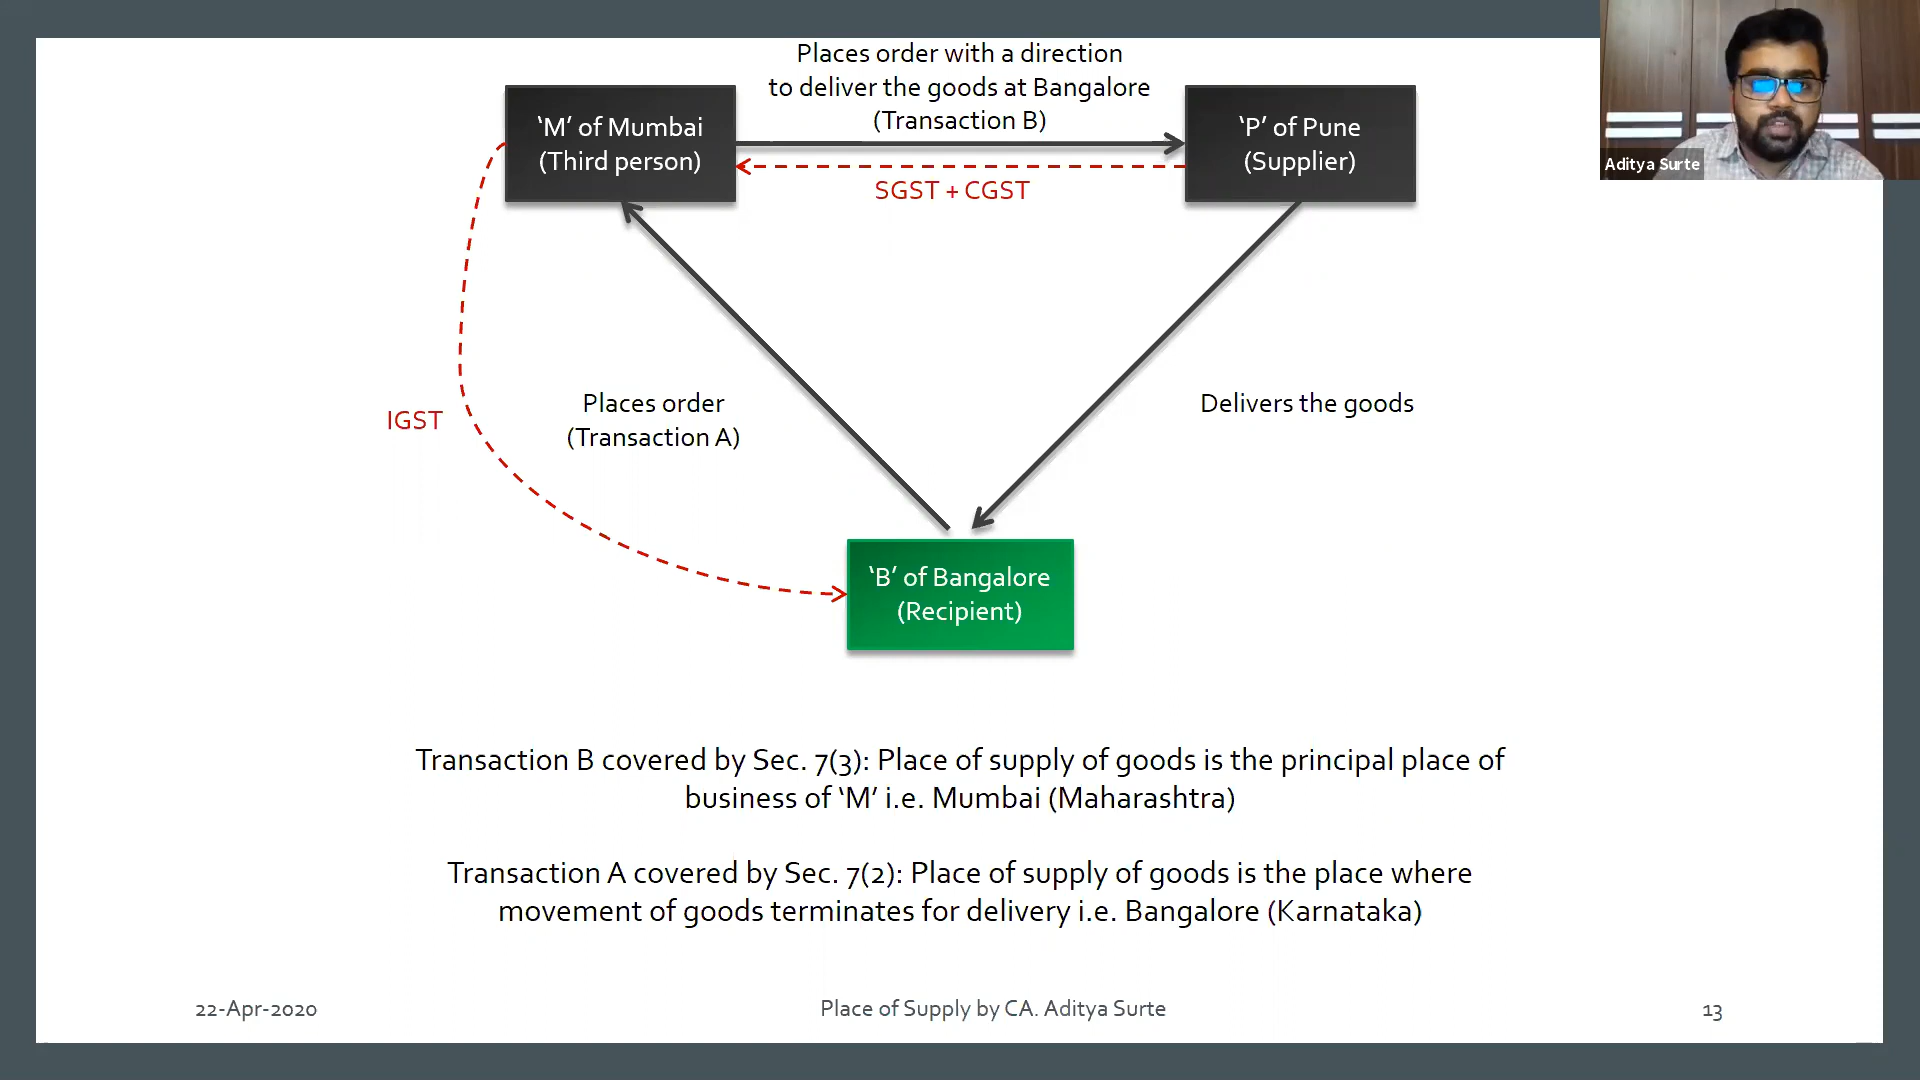 Places order with a direction
to deliver the goods at Bangalore
(Transaction B)
‘M’ of Mumbai
(Third person)
‘P’ of Pune
(Supplier)
Aditya Surte
SGST + CGST
IGST
Places order
(Transaction A)
Delivers the goods
‘B’ of Bangalore
(Recipient)
Transaction B covered by Sec. 7(3): Place of supply of goods is the principal place of
business of ‘M’ i.e. Mumbai (Maharashtra)
Transaction A covered by Sec. 7(2): Place of supply of goods is the place where
movement of goods terminates for delivery i.e. Bangalore (Karnataka)
22-Apr-2020
Place of Supply by CA. Aditya Surte
13